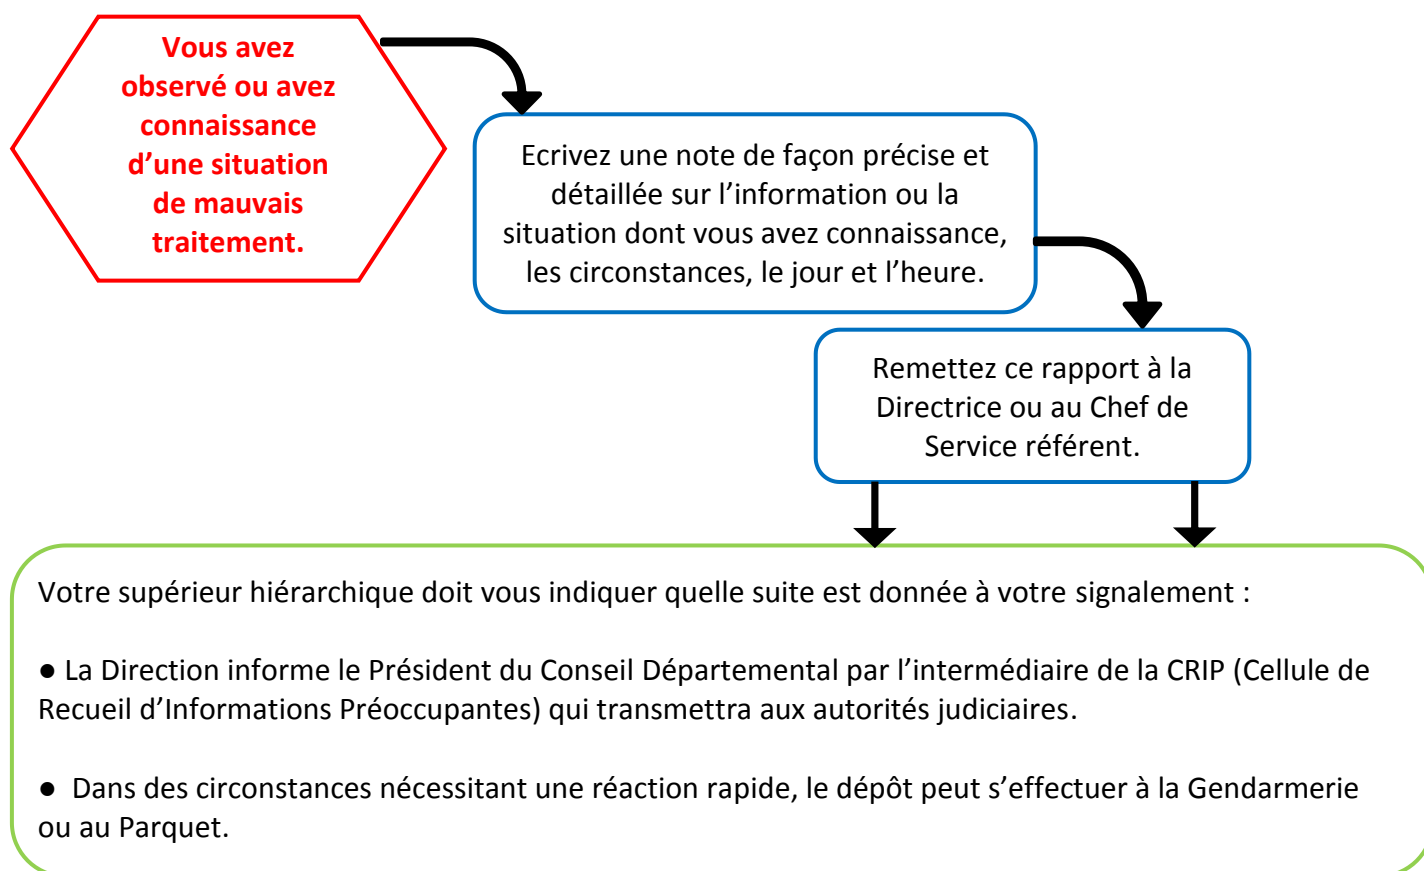 Vous avez
observé ou avez
connaissance
d’une situation
de mauvais
traitement.
Ecrivez une note de façon précise et
détaillée sur l’information ou la
situation dont vous avez connaissance,
les circonstances, le jour et l’heure.
Remettez ce rapport à la
Directrice ou au Chef de
Service référent.
Votre supérieur hiérarchique doit vous indiquer quelle suite est donnée à votre signalement :
● La Direction informe le Président du Conseil Départemental par l’intermédiaire de la CRIP (Cellule de
Recueil d’Informations Préoccupantes) qui transmettra aux autorités judiciaires.
● Dans des circonstances nécessitant une réaction rapide, le dépôt peut s’effectuer à la Gendarmerie
ou au Parquet.